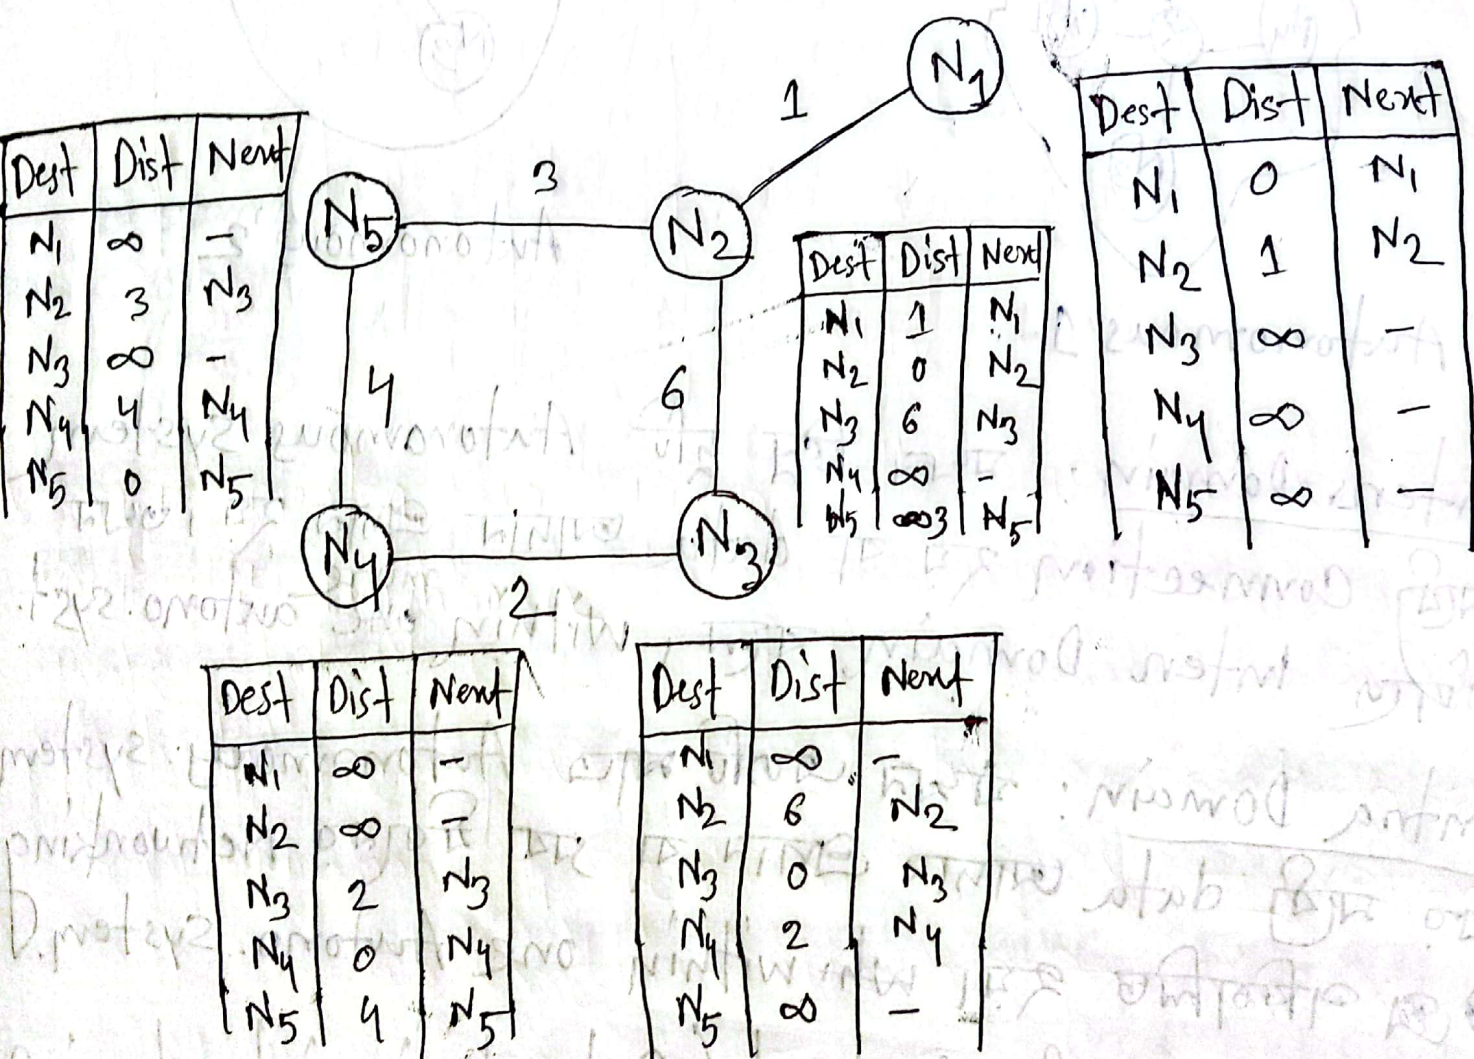 N1
1
Dest Dist Next
N1 0 N1
N2 1 N2
N3 ∞ -
N4 ∞ -
N5 ∞ -
Dest Dist Next
N1 ∞ -
N2 3 N3
N3 ∞ -
N4 4 N4
N5 0 N5
N5
3
N2
4
6
Dest Dist Next
N1 1 N1
N2 0 N2
N3 6 N3
N4 ∞ -
N5 3 N5
N4
2
N3
Dest Dist Next
N1 ∞ -
N2 ∞ -
N3 2 N3
N4 0 N4
N5 4 N5
Dest Dist Next
N1 ∞ -
N2 6 N2
N3 0 N3
N4 2 N4
N5 ∞ -